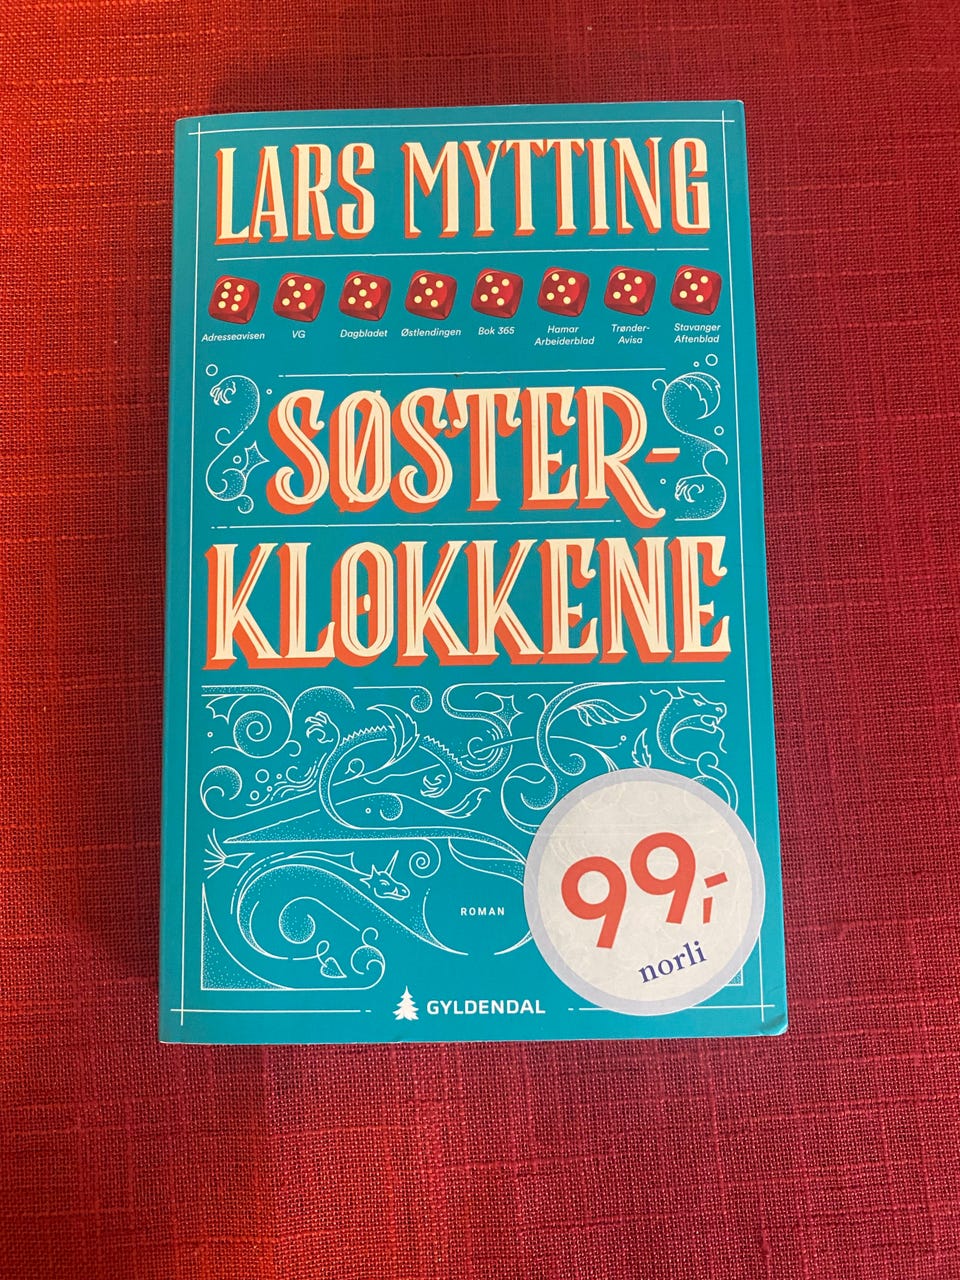 LARS MYTTING
Adresseavisen VG Dagbladet Østlendingen Bok 365 Hamar Arbeiderblad Trønder-Avisa Stavanger Aftenblad
SØSTER-
KLOKKENE
ROMAN
99,-
norli
GYLDENDAL